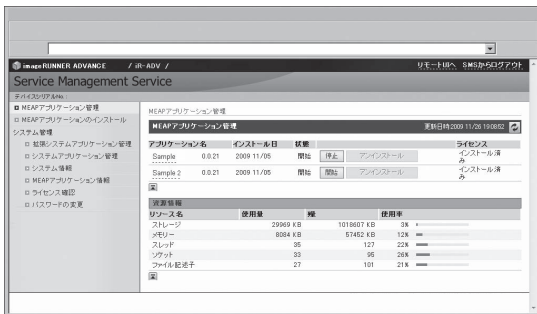 imageRUNNER ADVANCE / iR-ADV / リモートUIへ SMSからログアウト
Service Management Service
デバイスシリアルNo.:
MEAPアプリケーション管理
MEAPアプリケーションのインストール
システム管理
拡張システムアプリケーション管理
システムアプリケーション管理
システム情報
MEAPアプリケーション情報
ライセンス確認
パスワードの変更
MEAPアプリケーション管理
MEAPアプリケーション管理 更新日時:2009 11/26 19:08:52
アプリケーション名 インストール日 状態 ライセンス
Sample 0.0.21 2009 11/05 開始 停止 アンインストール インストール済み
Sample 2 0.0.21 2009 11/05 開始 開始 アンインストール インストール済み
資源情報
リソース名 使用量 残 使用率
ストレージ 29969 KB 1018607 KB 3%
メモリー 8084 KB 57452 KB 12%
スレッド 35 127 22%
ソケット 33 95 26%
ファイル記述子 27 101 21%